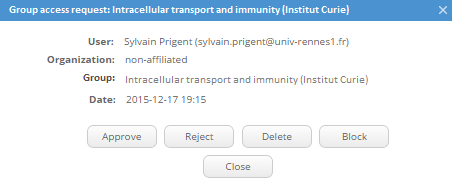 Group access request: Intracellular transport and immunity (Institut Curie)
User: Sylvain Prigent (sylvain.prigent@univ-rennes1.fr)
Organization: non-affiliated
Group: Intracellular transport and immunity (Institut Curie)
Date: 2015-12-17 19:15
Approve Reject Delete Block
Close